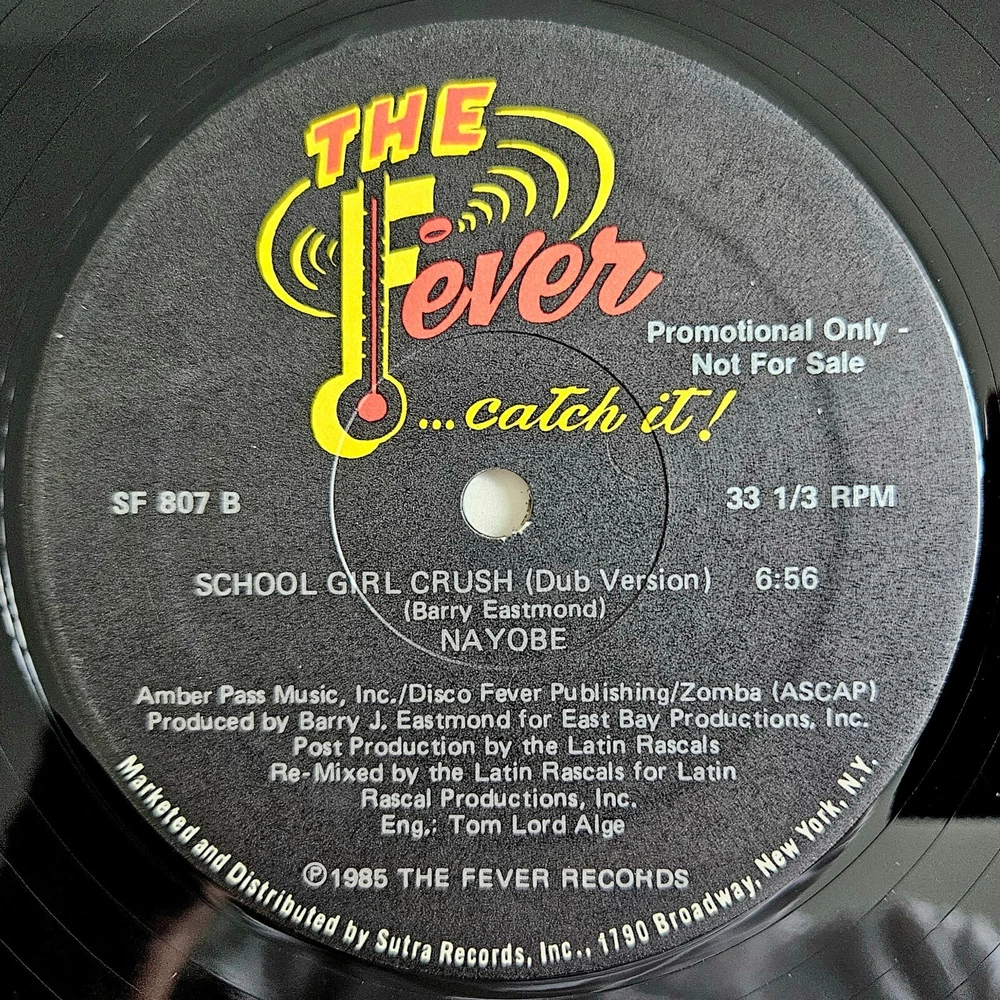 THE
Fever
Promotional Only -
Not For Sale
...catch it!
SF 807 B
33 1/3 RPM
SCHOOL GIRL CRUSH (Dub Version) 6:56
(Barry Eastmond)
NAYOBE
Amber Pass Music, Inc./Disco Fever Publishing/Zomba (ASCAP)
Produced by Barry J. Eastmond for East Bay Productions, Inc.
Post Production by the Latin Rascals
Re-Mixed by the Latin Rascals for Latin
Rascal Productions, Inc.
Eng.: Tom Lord Alge
℗1985 THE FEVER RECORDS
Marketed and Distributed by Sutra Records, Inc., 1790 Broadway, New York, N.Y.